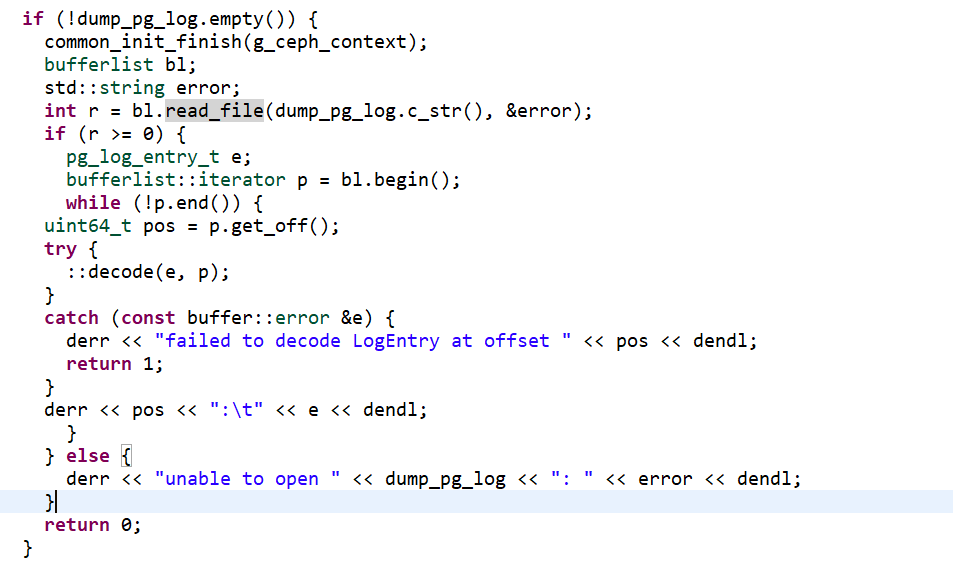 if (!dump_pg_log.empty()) {
  common_init_finish(g_ceph_context);
  bufferlist bl;
  std::string error;
  int r = bl.read_file(dump_pg_log.c_str(), &error);
  if (r >= 0) {
    pg_log_entry_t e;
    bufferlist::iterator p = bl.begin();
    while (!p.end()) {
  uint64_t pos = p.get_off();
  try {
    ::decode(e, p);
  }
  catch (const buffer::error &e) {
    derr << "failed to decode LogEntry at offset " << pos << dendl;
    return 1;
  }
  derr << pos << ":\t" << e << dendl;
    }
  } else {
    derr << "unable to open " << dump_pg_log << ": " << error << dendl;
  }
  return 0;
}